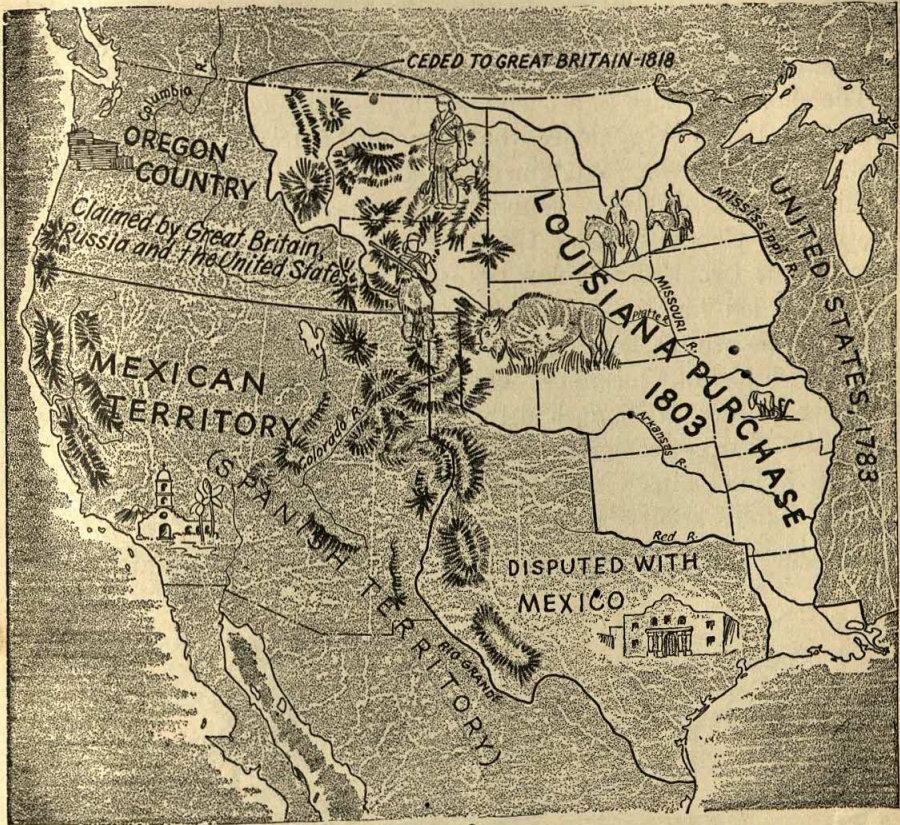 CEDED TO GREAT BRITAIN-1818
Columbia R.
OREGON
COUNTRY
Claimed by Great Britain,
Russia and the United States
MISSISSIPPI R.
UNITED STATES, 1783
LOUISIANA PURCHASE
1803
MISSOURI R.
Platte R.
MEXICAN
TERRITORY
(SPANISH TERRITORY)
Colorado R.
Arkansas R.
Red R.
DISPUTED WITH
MEXICO
RIO GRANDE